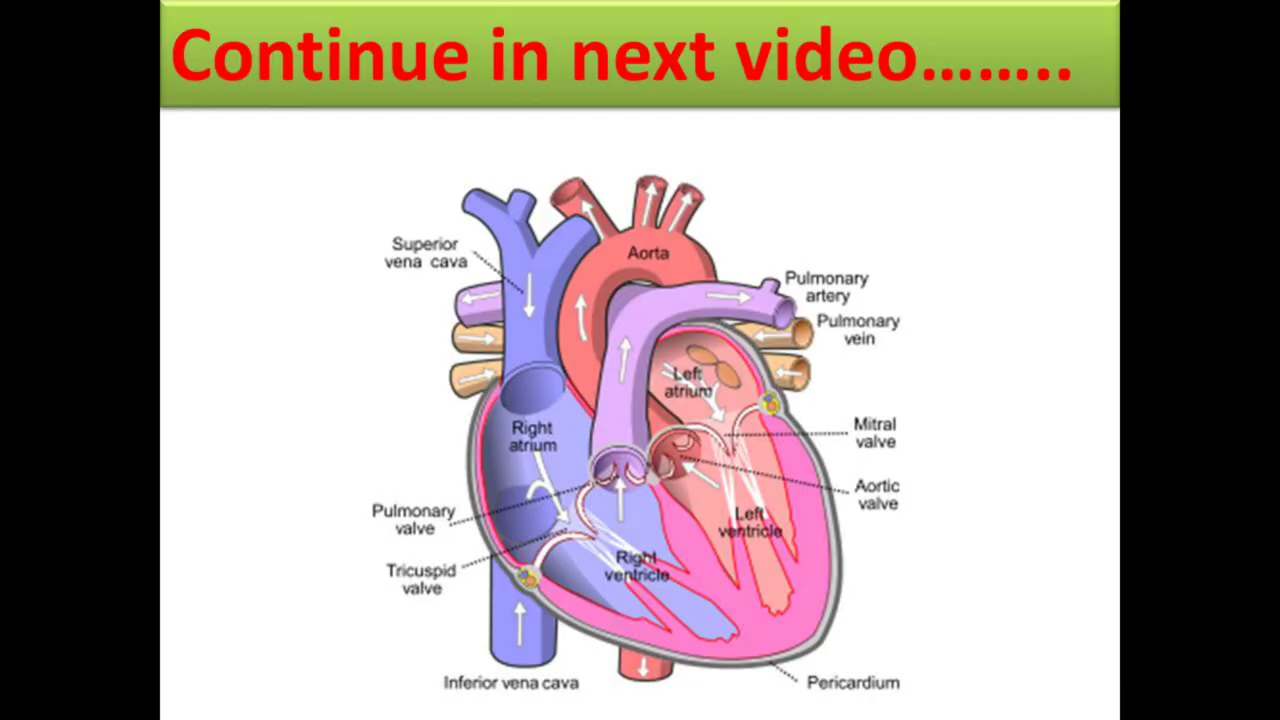 Continue in next video……..
Superior
vena cava
Aorta
Pulmonary
artery
Pulmonary
vein
Left
atrium
Right
atrium
Mitral
valve
Aortic
valve
Pulmonary
valve
Left
ventricle
Tricuspid
valve
Right
ventricle
Inferior vena cava
Pericardium